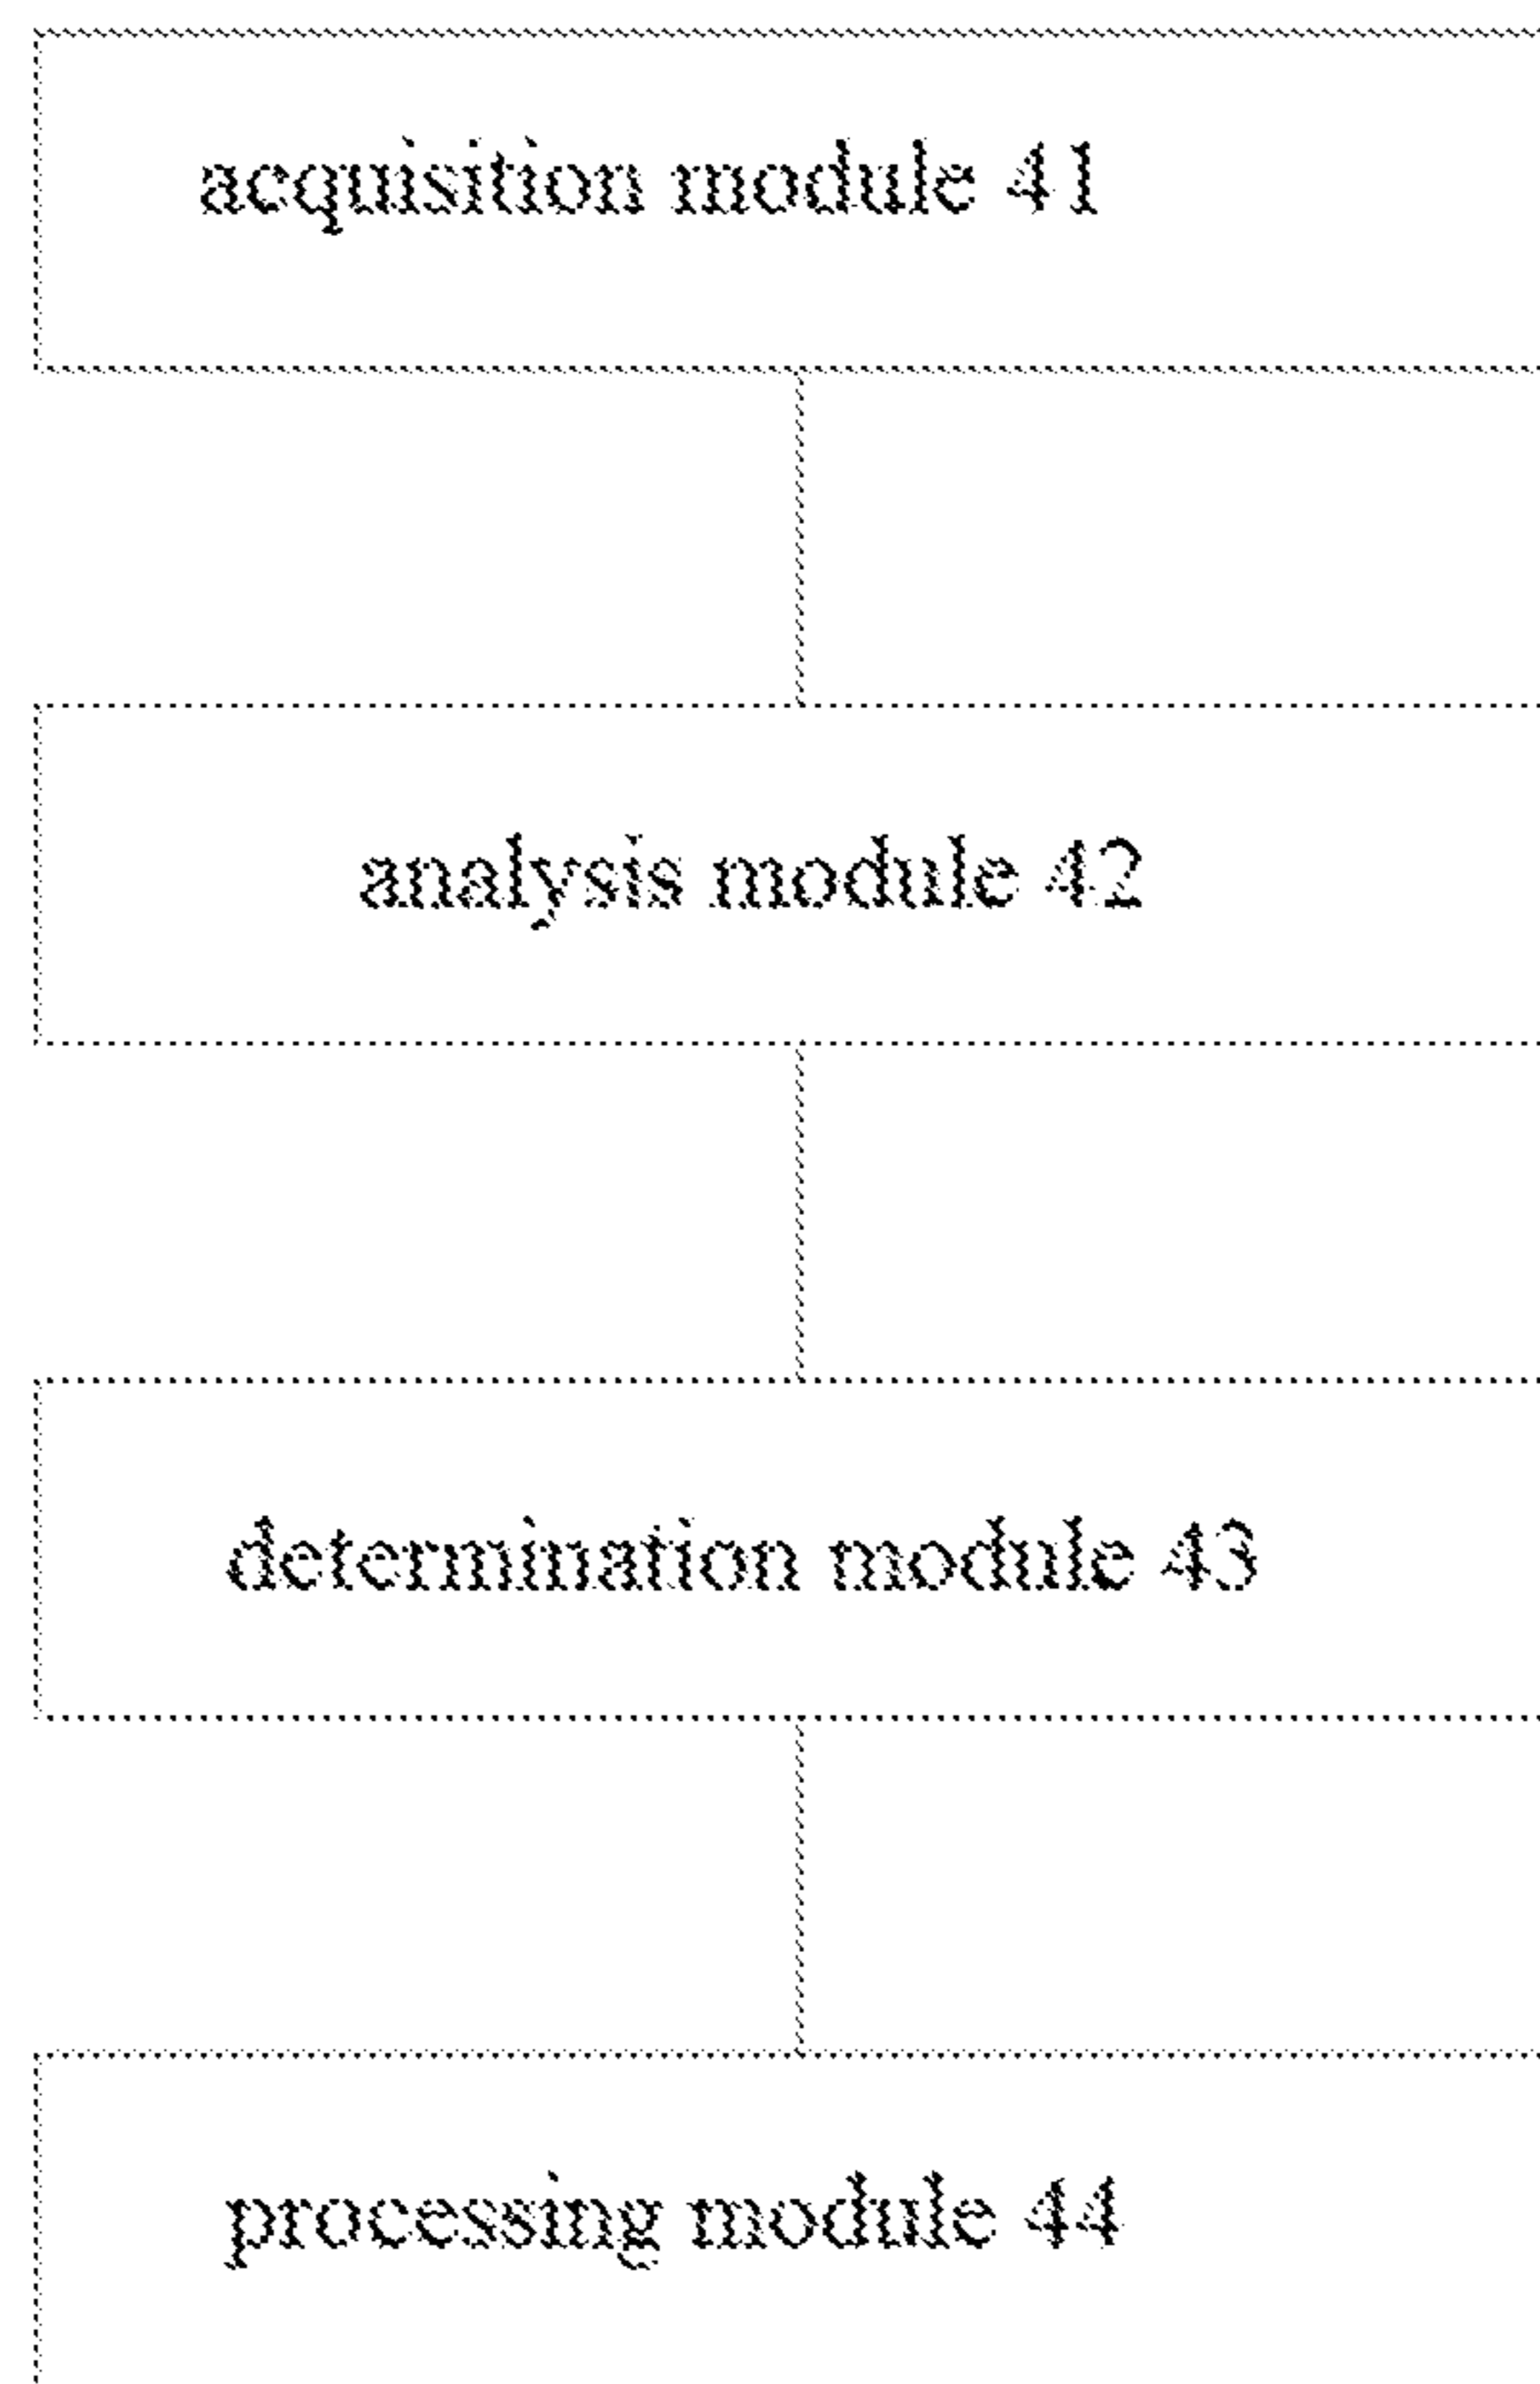 acquisition module 41
analysis module 42
determination module 43
processing module 44